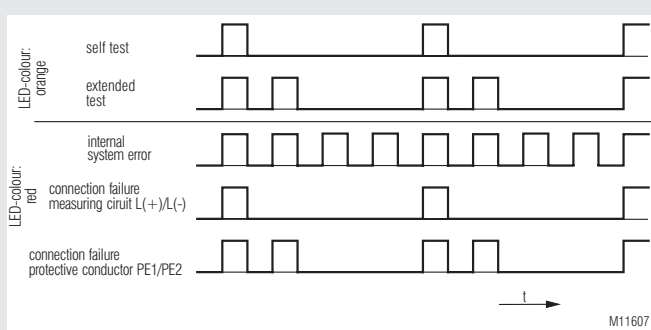 LED-colour:
orange
self test
extended
test
LED-colour:
red
internal
system error
connection failure
measuring ciruit L(+)/L(-)
connection failure
protective conductor PE1/PE2
t
M11607